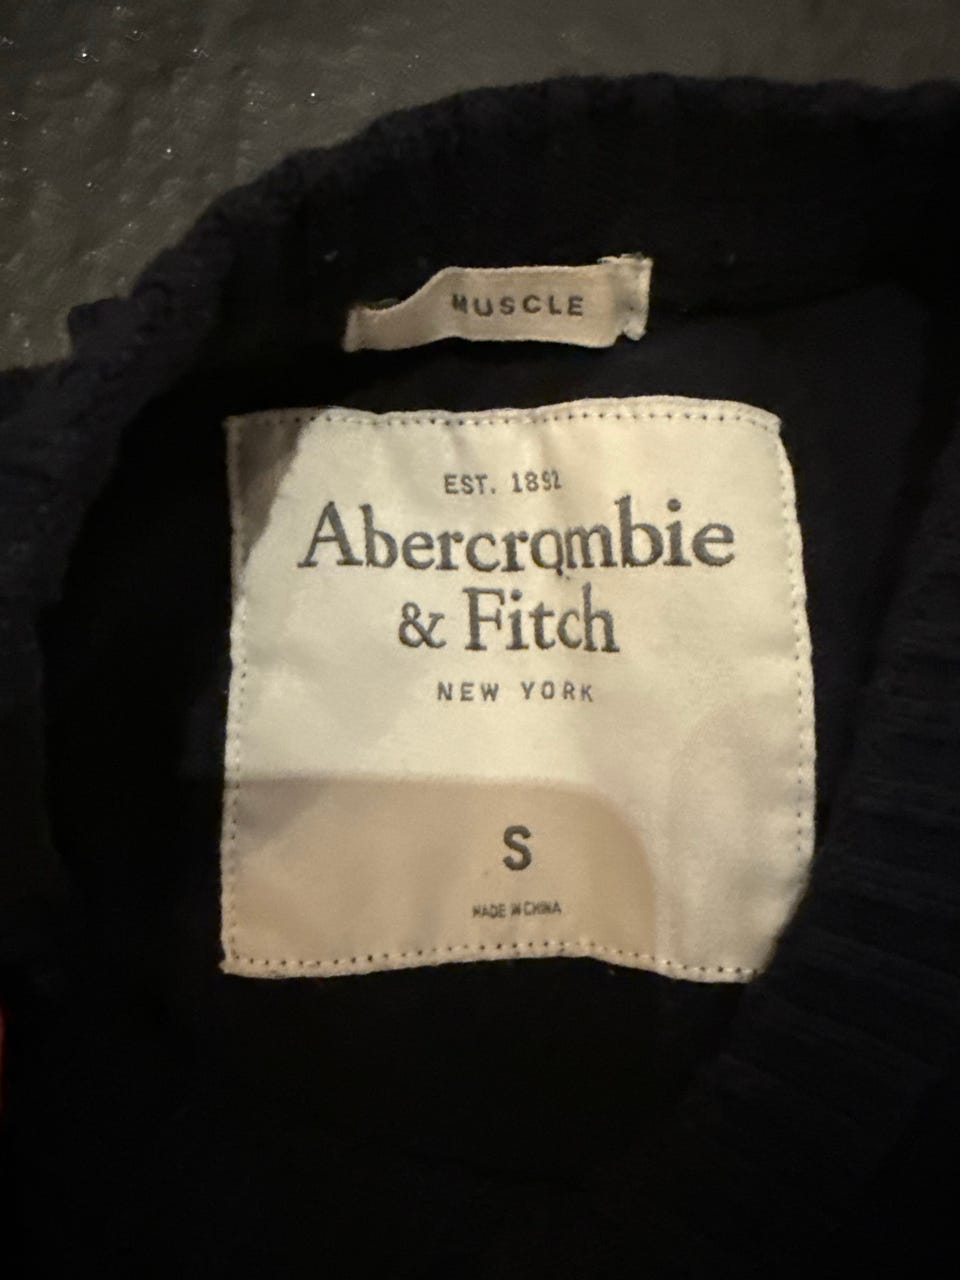 MUSCLE
EST. 1892
Abercrombie
& Fitch
NEW YORK
S
MADE IN CHINA